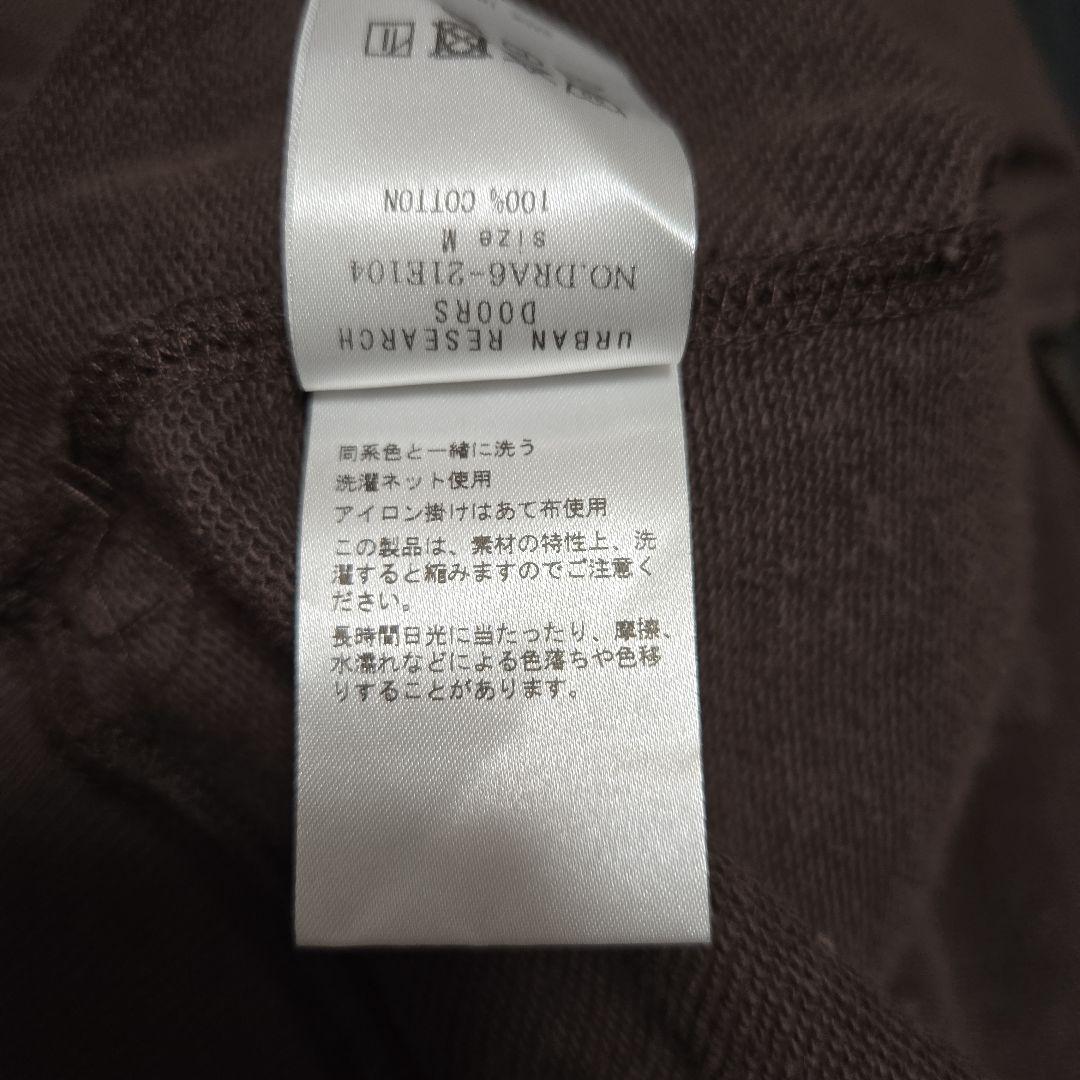 URBAN RESEARCH
DOORS
NO.DRA6-21E104
size M
100% COTTON
同系色と一緒に洗う
洗濯ネット使用
アイロン掛けはあて布使用
この製品は、素材の特性上、洗
濯すると縮みますのでご注意く
ださい。
長時間日光に当たったり、摩擦、
水濡れなどによる色落ちや色移
りすることがあります。